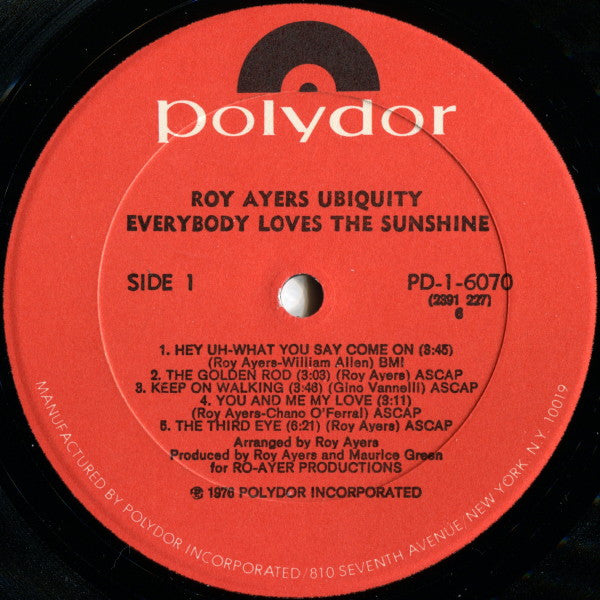 polydor
ROY AYERS UBIQUITY
EVERYBODY LOVES THE SUNSHINE
SIDE 1
PD-1-6070
(2391 227)
6
1. HEY UH-WHAT YOU SAY COME ON (3:45)
(Roy Ayers-William Allen) BMI
2. THE GOLDEN ROD (3:03) (Roy Ayers) ASCAP
3. KEEP ON WALKING (3:46) (Gino Vannelli) ASCAP
4. YOU AND ME MY LOVE (3:11)
(Roy Ayers-Chano O'Ferral) ASCAP
5. THE THIRD EYE (6:21) (Roy Ayers) ASCAP
Arranged by Roy Ayers
Produced by Roy Ayers and Maurice Green
for RO-AYER PRODUCTIONS
℗ 1976 POLYDOR INCORPORATED
MANUFACTURED BY POLYDOR INCORPORATED/810 SEVENTH AVENUE, NEW YORK, N.Y. 10019